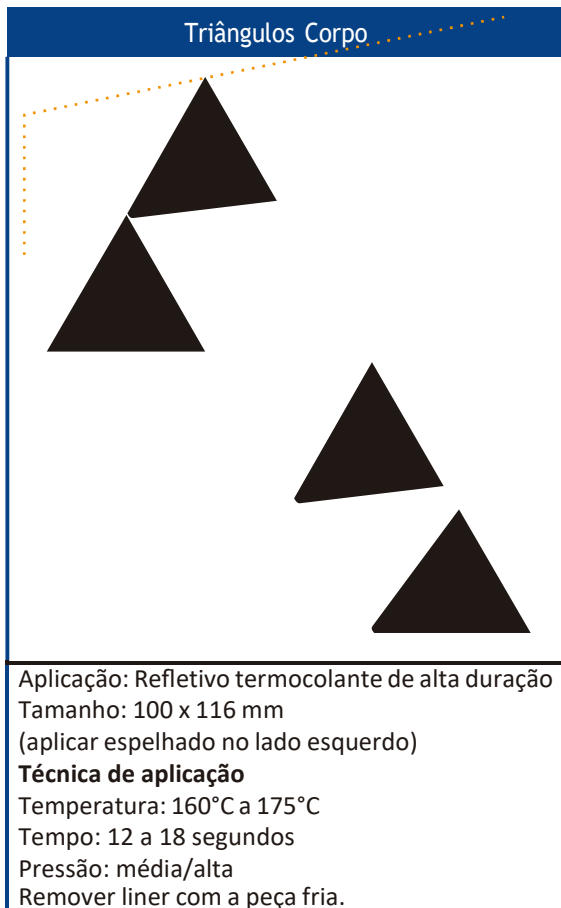 Triângulos Corpo
Aplicação: Refletivo termocolante de alta duração
Tamanho: 100 x 116 mm
(aplicar espelhado no lado esquerdo)
Técnica de aplicação
Temperatura: 160°C a 175°C
Tempo: 12 a 18 segundos
Pressão: média/alta
Remover liner com a peça fria.